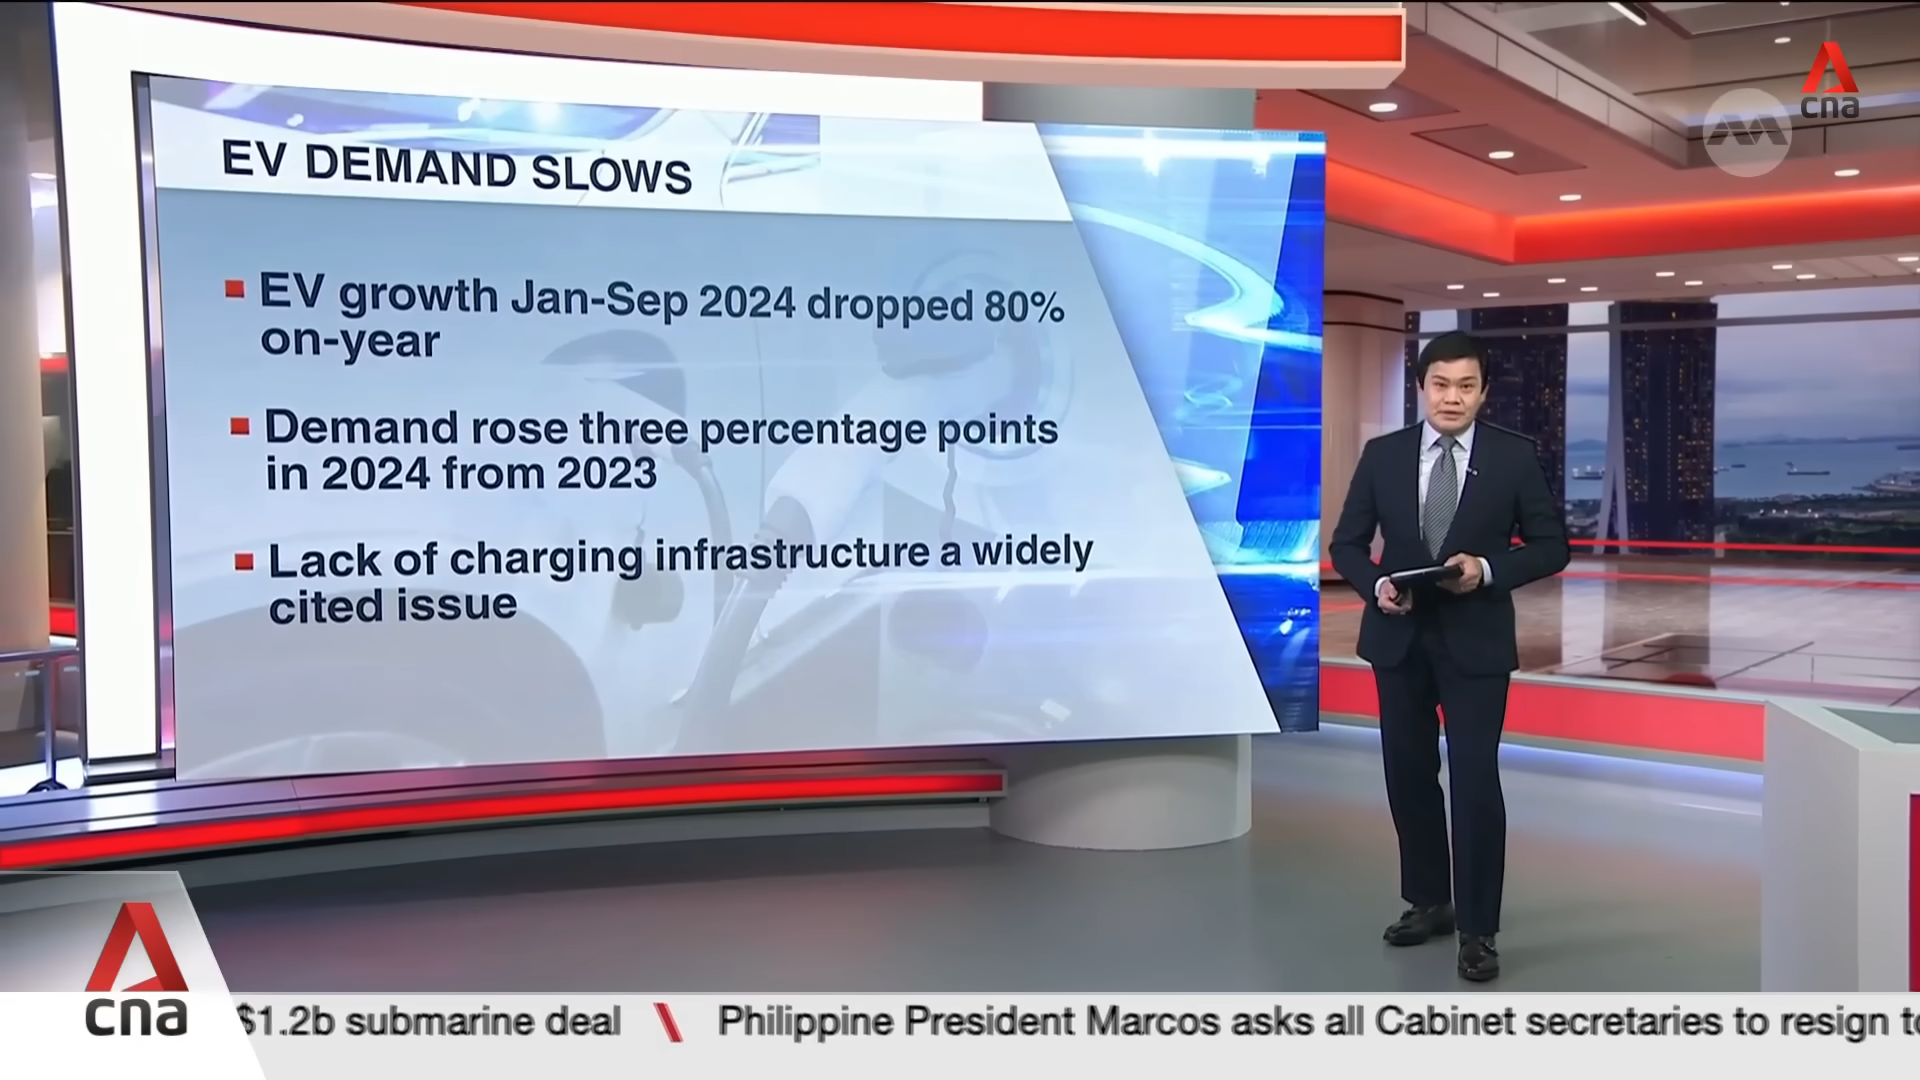 cna
EV DEMAND SLOWS
EV growth Jan-Sep 2024 dropped 80%
on-year
Demand rose three percentage points
in 2024 from 2023
Lack of charging infrastructure a widely
cited issue
cna
$1.2b submarine deal \ Philippine President Marcos asks all Cabinet secretaries to resign